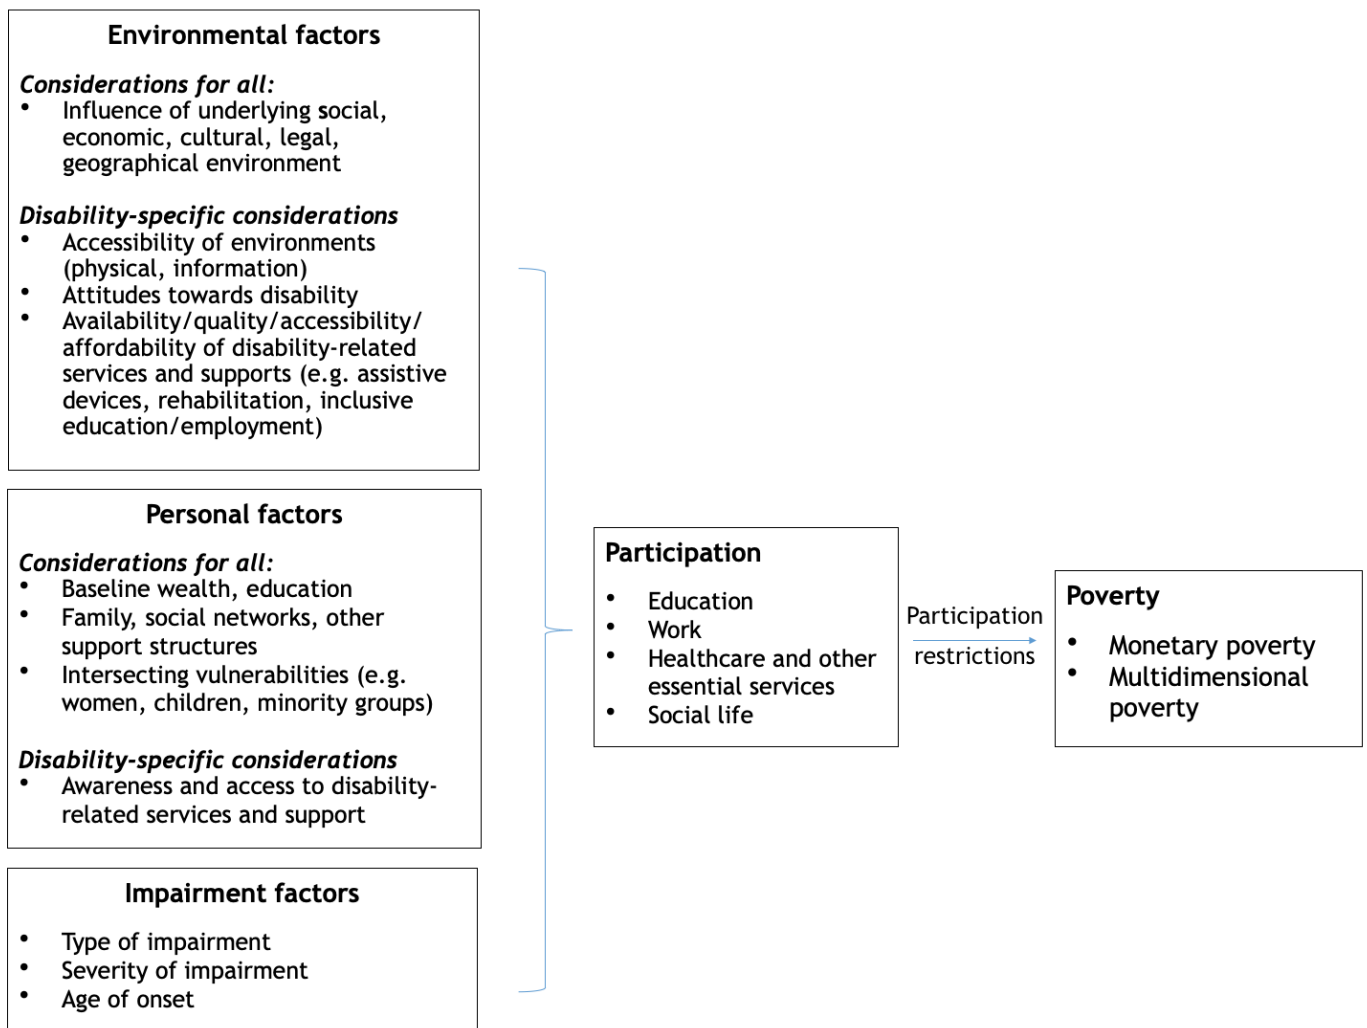 Environmental factors
Considerations for all:
• Influence of underlying social,
economic, cultural, legal,
geographical environment
Disability-specific considerations
• Accessibility of environments
(physical, information)
• Attitudes towards disability
• Availability/quality/accessibility/
affordability of disability-related
services and supports (e.g. assistive
devices, rehabilitation, inclusive
education/employment)
Personal factors
Considerations for all:
• Baseline wealth, education
• Family, social networks, other
support structures
• Intersecting vulnerabilities (e.g.
women, children, minority groups)
Disability-specific considerations
• Awareness and access to disability-
related services and support
Impairment factors
• Type of impairment
• Severity of impairment
• Age of onset
Participation
• Education
• Work
• Healthcare and other
essential services
• Social life
Participation
restrictions
Poverty
• Monetary poverty
• Multidimensional
poverty